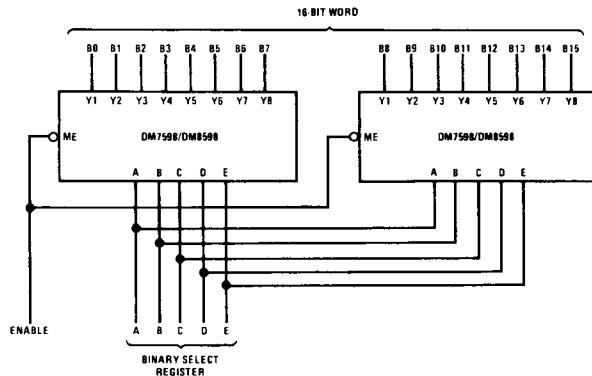 16-BIT WORD
B0 B1 B2 B3 B4 B5 B6 B7
B8 B9 B10 B11 B12 B13 B14 B15
Y1 Y2 Y3 Y4 Y5 Y6 Y7 Y8
Y1 Y2 Y3 Y4 Y5 Y6 Y7 Y8
ME DM7598/DM8598
ME DM7598/DM8598
A B C D E
A B C D E
ENABLE
A B C D E
BINARY SELECT
REGISTER